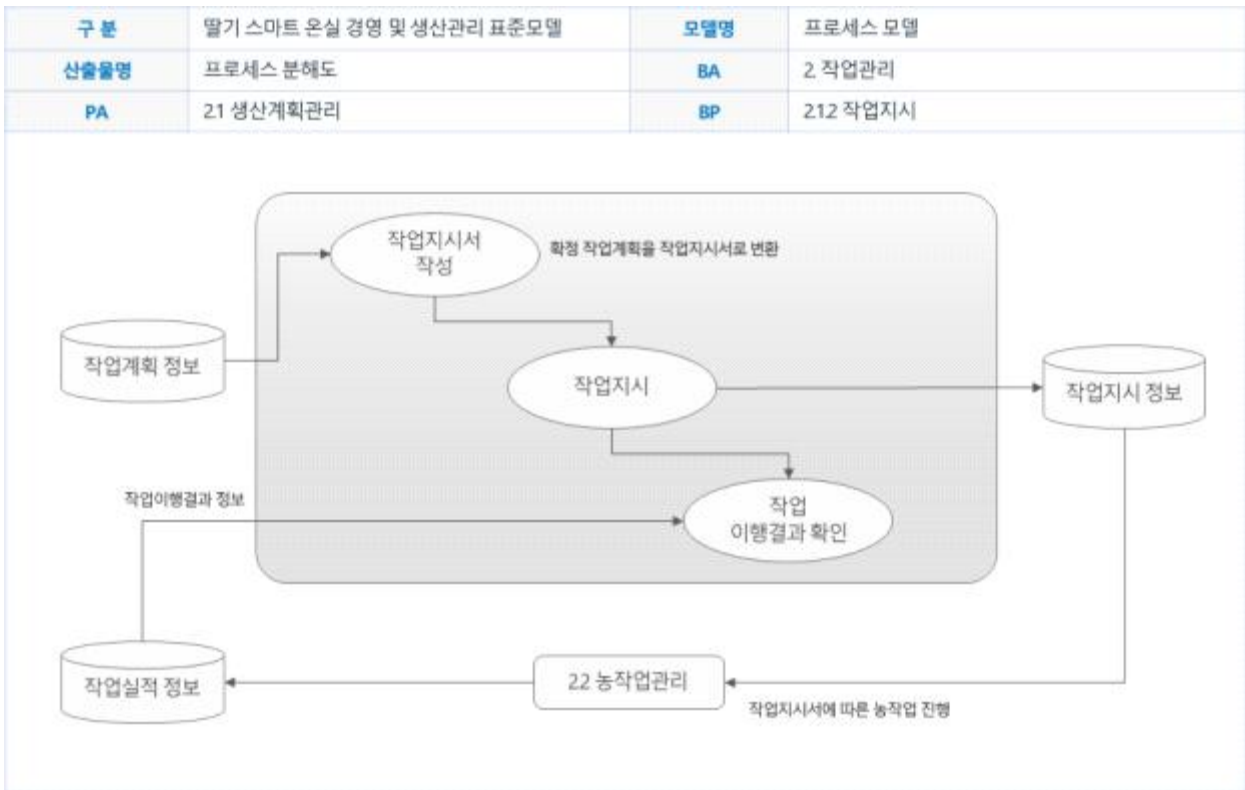 구 분 딸기 스마트 온실 경영 및 생산관리 표준모델 모델명 프로세스 모델
산출물명 프로세스 분해도 BA 2 작업관리
PA 21 생산계획관리 BP 212 작업지시
작업지시서
작성
확정 작업계획을 작업지시서로 변환
작업계획 정보
작업지시
작업지시 정보
작업이행결과 정보
작업
이행결과 확인
작업실적 정보
22 농작업관리
작업지시서에 따른 농작업 진행